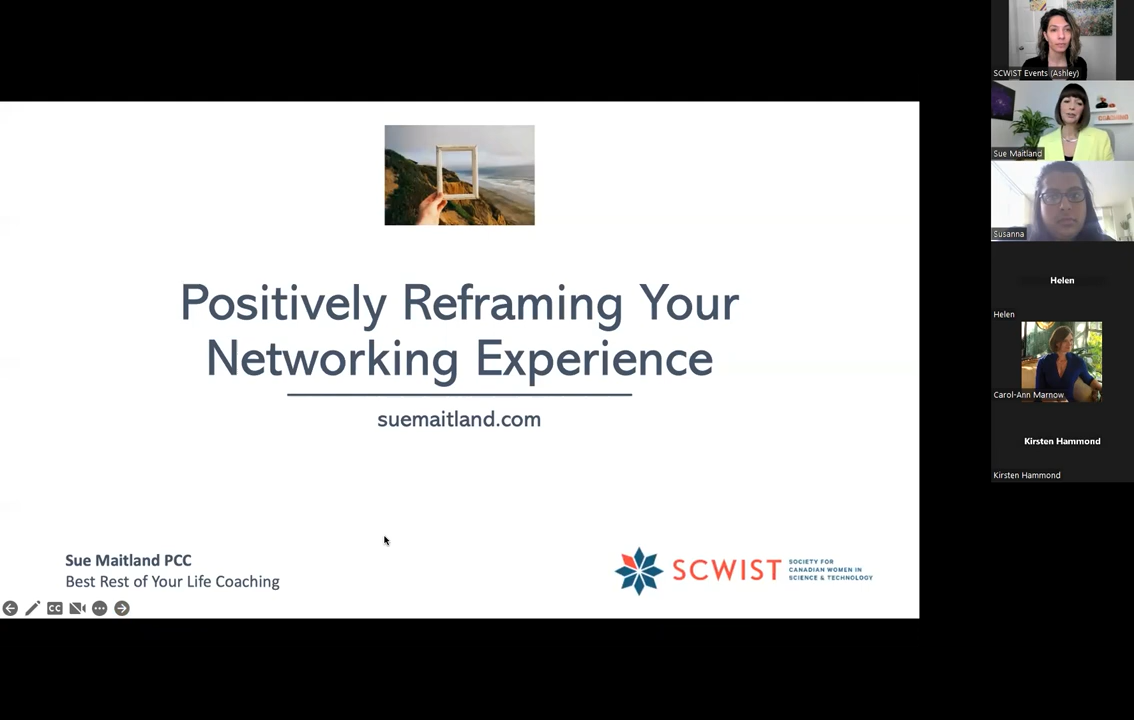 Positively Reframing Your
Networking Experience
suemaitland.com
Sue Maitland PCC
Best Rest of Your Life Coaching
SCWIST
SOCIETY FOR
CANADIAN WOMEN IN
SCIENCE & TECHNOLOGY
CC
SCWIST Events (Ashley)
Sue Maitland
Susanna
Helen
Helen
Carol-Ann Marnow
Kirsten Hammond
Kirsten Hammond